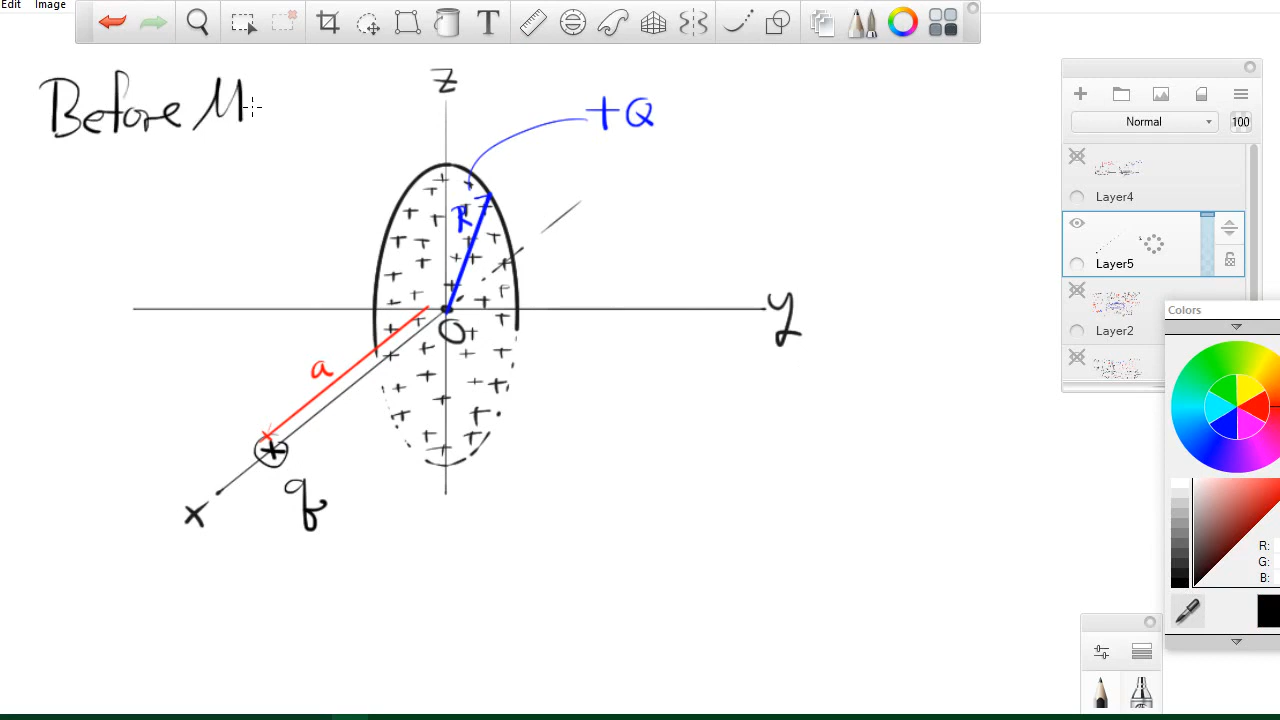 Edit Image
T
Before M
z
+Q
R
y
O
a
x
q
Normal 100
Layer4
Layer5
Layer2
Colors
R:
G:
B: